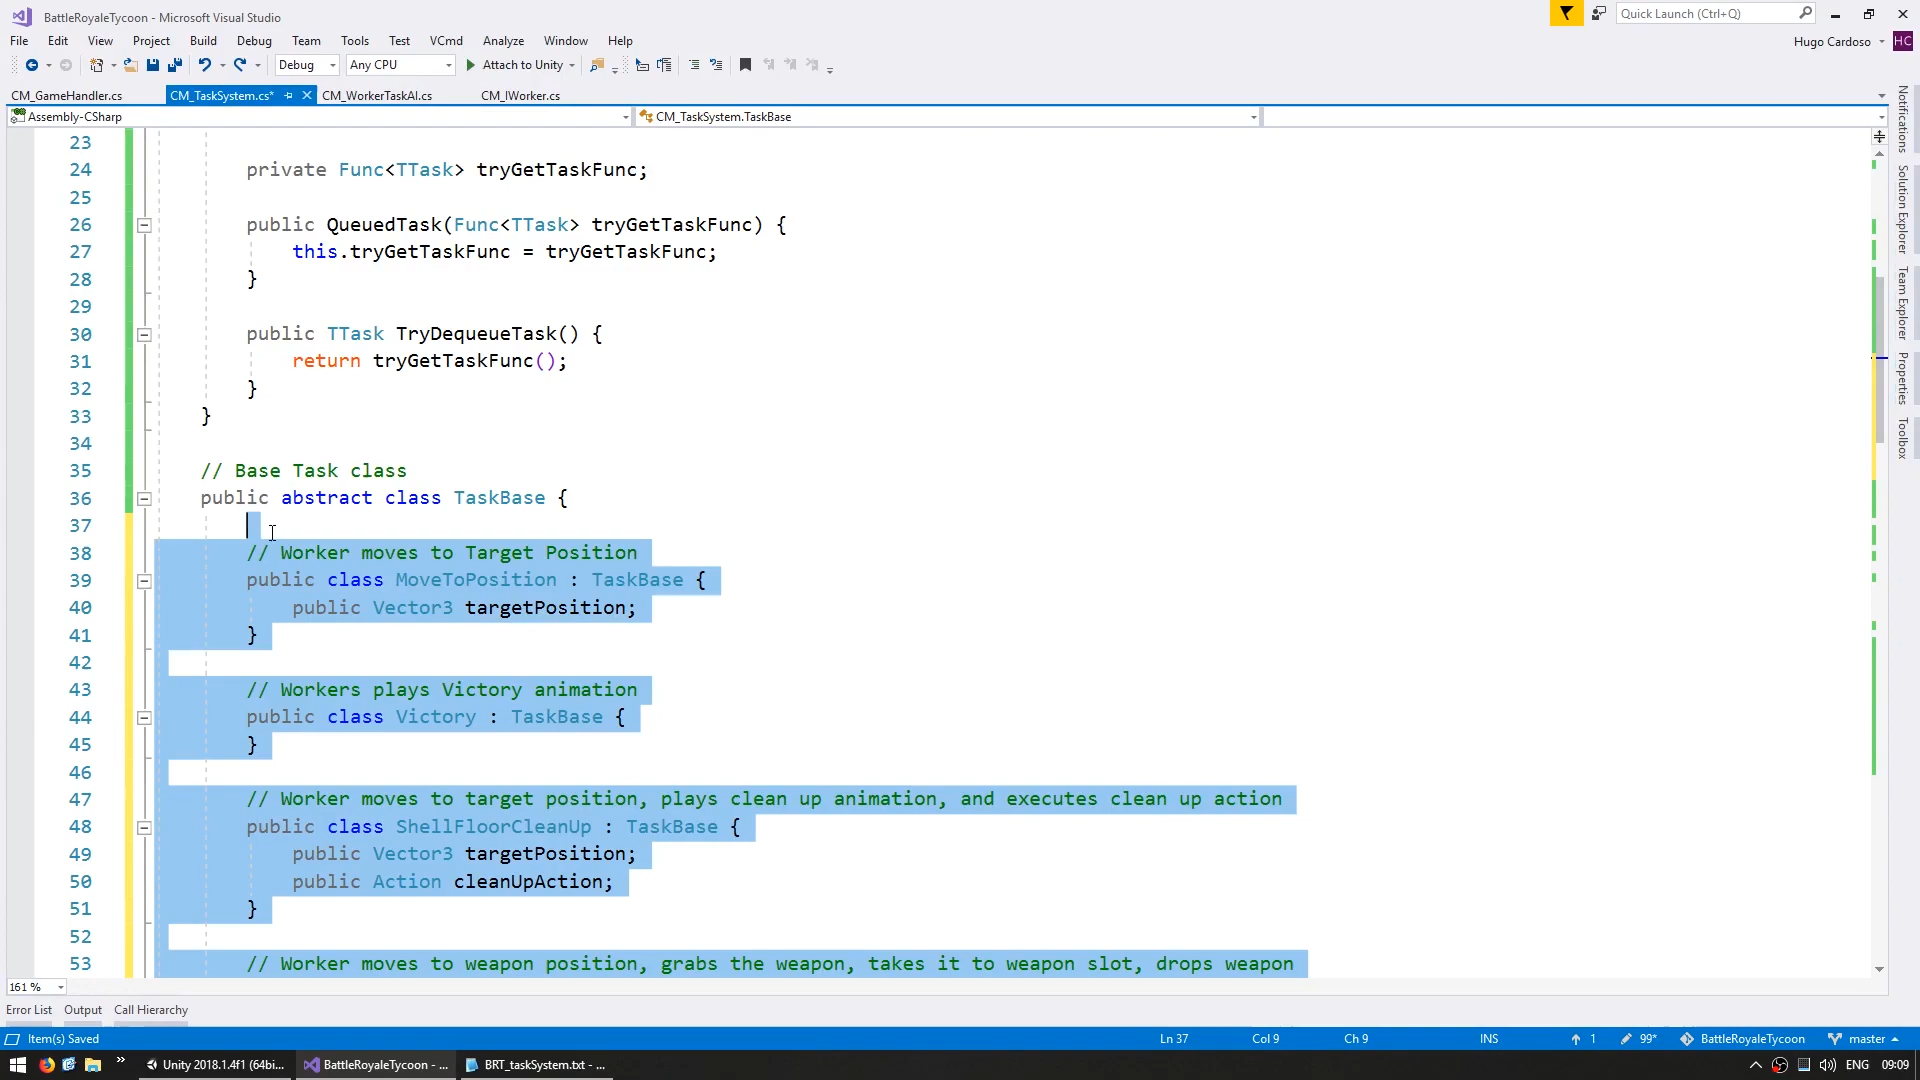 BattleRoyaleTycoon - Microsoft Visual Studio
Quick Launch (Ctrl+Q)
File Edit View Project Build Debug Team Tools Test VCmd Analyze Window Help
Hugo Cardoso HC
Debug Any CPU Attach to Unity
CM_GameHandler.cs CM_TaskSystem.cs* CM_WorkerTaskAI.cs CM_IWorker.cs
Assembly-CSharp CM_TaskSystem.TaskBase
23
24 private Func<TTask> tryGetTaskFunc;
25
26 public QueuedTask(Func<TTask> tryGetTaskFunc) {
27 this.tryGetTaskFunc = tryGetTaskFunc;
28 }
29
30 public TTask TryDequeueTask() {
31 return tryGetTaskFunc();
32 }
33 }
34
35 // Base Task class
36 public abstract class TaskBase {
37
38 // Worker moves to Target Position
39 public class MoveToPosition : TaskBase {
40 public Vector3 targetPosition;
41 }
42
43 // Workers plays Victory animation
44 public class Victory : TaskBase {
45 }
46
47 // Worker moves to target position, plays clean up animation, and executes clean up action
48 public class ShellFloorCleanUp : TaskBase {
49 public Vector3 targetPosition;
50 public Action cleanUpAction;
51 }
52
53 // Worker moves to weapon position, grabs the weapon, takes it to weapon slot, drops weapon
Notifications
Solution Explorer
Team Explorer
Properties
Toolbox
161 %
Error List Output Call Hierarchy
Item(s) Saved Ln 37 Col 9 Ch 9 INS 1 99* BattleRoyaleTycoon master
Unity 2018.1.4f1 (64bi... BattleRoyaleTycoon - ... BRT_taskSystem.txt - ... ENG 09:09